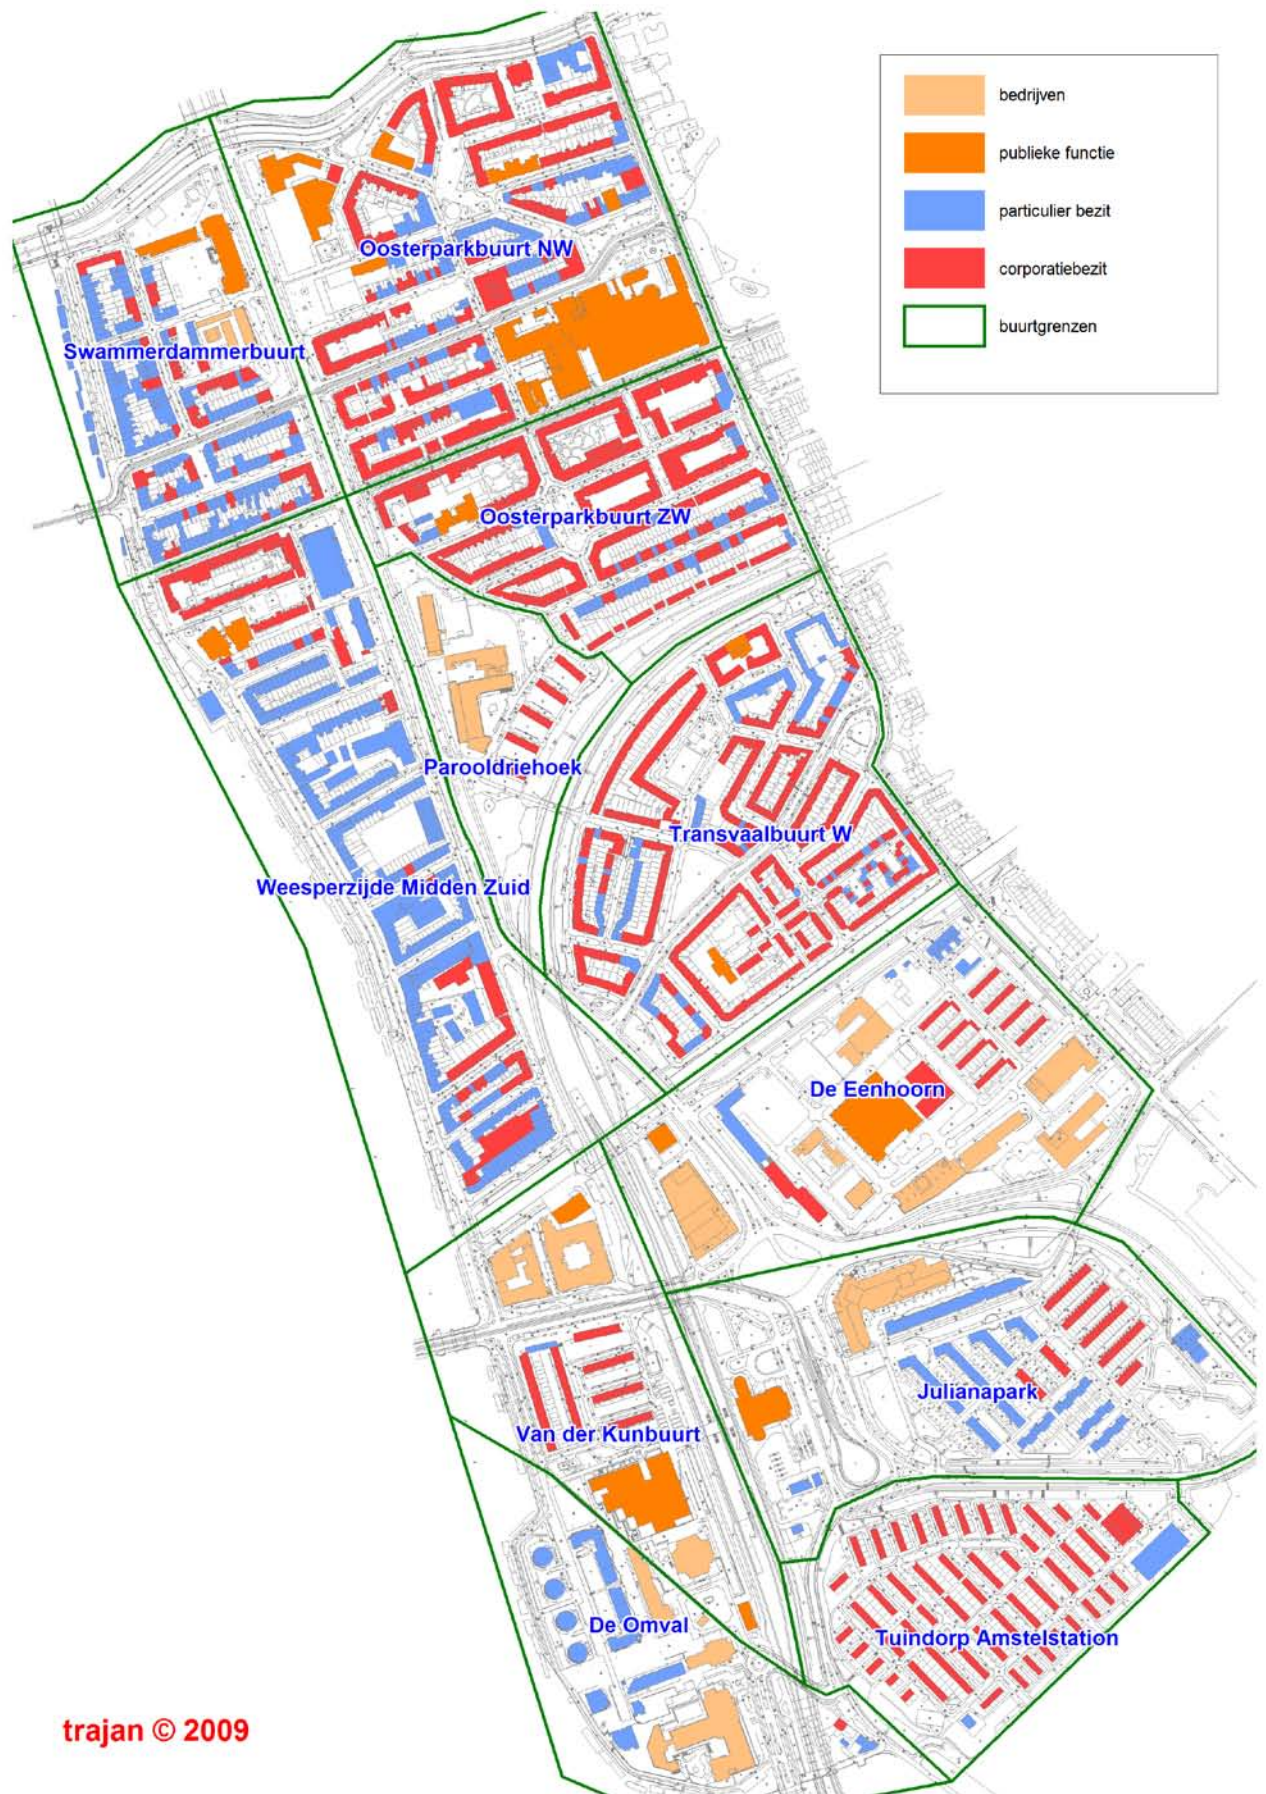 bedrijven
publieke functie
particulier bezit
corporatiebezit
buurtgrenzen
Oosterparkbuurt NW
Swammerdammerbuurt
Oosterparkbuurt ZW
Parooldriehoek
Transvaalbuurt W
Weesperzijde Midden Zuid
De Eenhoorn
Julianapark
Van der Kunbuurt
De Omval
Tuindorp Amstelstation
trajan © 2009